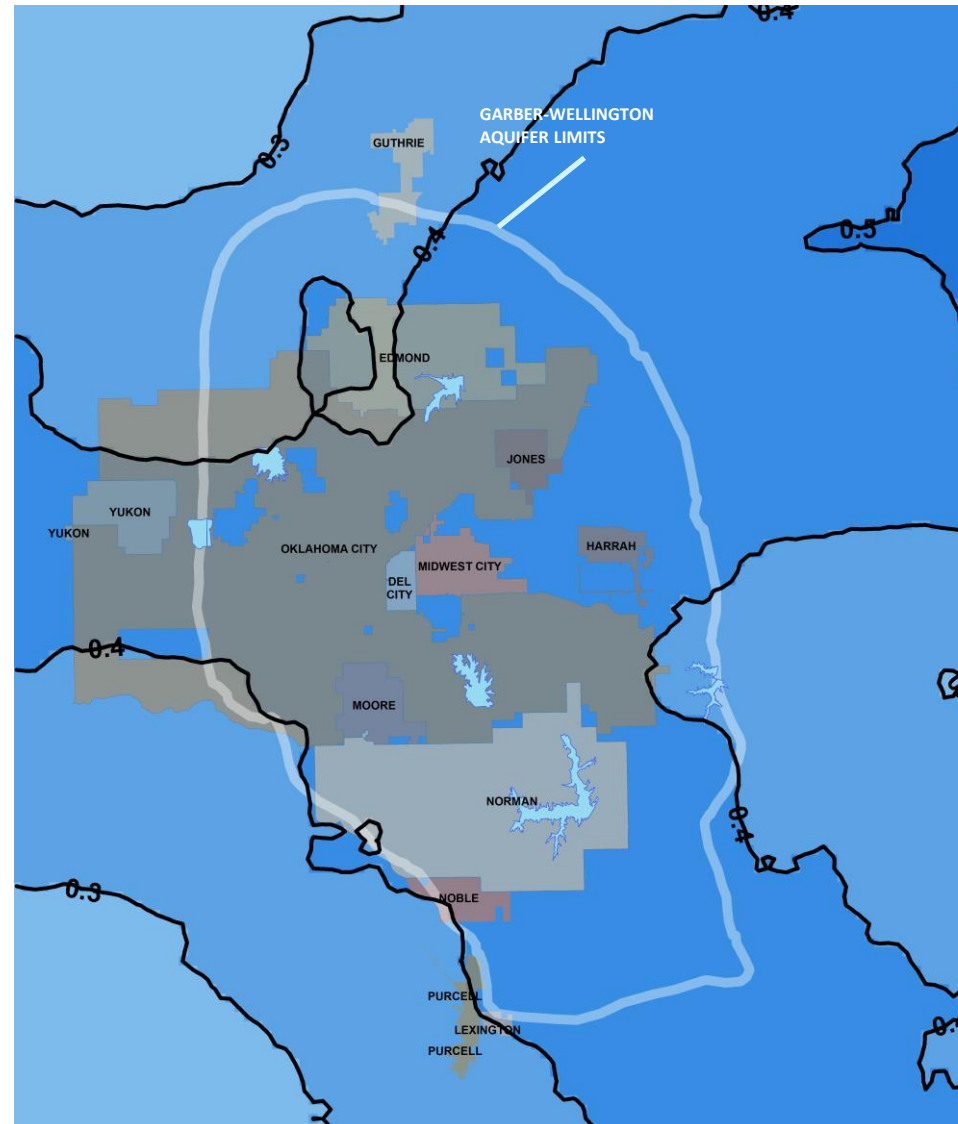 0.4
GARBER-WELLINGTON
AQUIFER LIMITS
GUTHRIE
0.3
0.5
0.4
EDMOND
JONES
YUKON
YUKON
OKLAHOMA CITY
HARRAH
MIDWEST CITY
DEL
CITY
0.4
MOORE
NORMAN
0.4
0.3
NOBLE
PURCELL
LEXINGTON
PURCELL